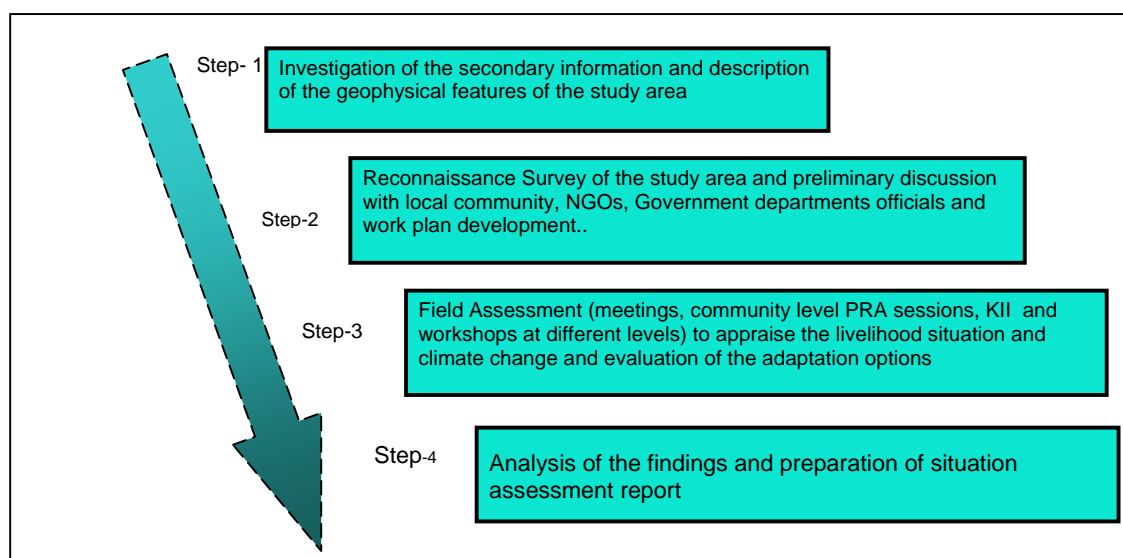 Step- 1
Investigation of the secondary information and description
of the geophysical features of the study area
Step-2
Reconnaissance Survey of the study area and preliminary discussion
with local community, NGOs, Government departments officials and
work plan development..
Step-3
Field Assessment (meetings, community level PRA sessions, KII and
workshops at different levels) to appraise the livelihood situation and
climate change and evaluation of the adaptation options
Step-4
Analysis of the findings and preparation of situation
assessment report